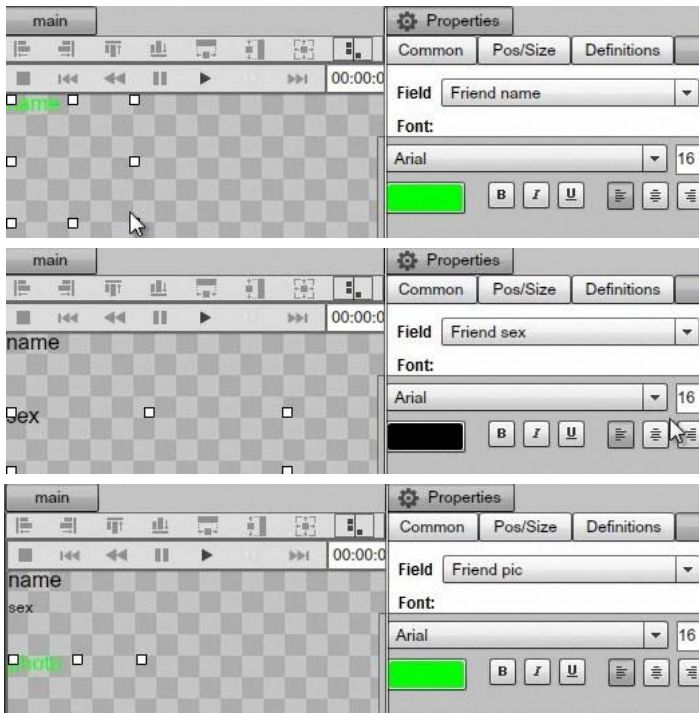 main
Properties
Common Pos/Size Definitions
00:00:0
Field Friend name
name
Font:
Arial 16
B I U
main
Properties
Common Pos/Size Definitions
00:00:0
Field Friend sex
name
Font:
Arial 16
sex
B I U
main
Properties
Common Pos/Size Definitions
00:00:0
Field Friend pic
name
Font:
sex
Arial 16
photo
B I U